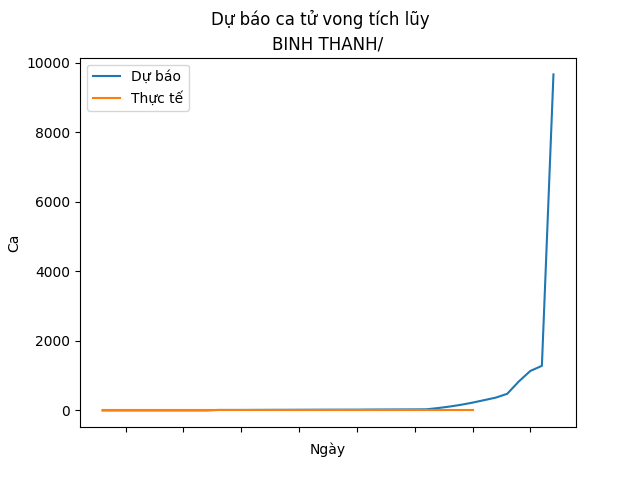 Dự báo ca tử vong tích lũy
BINH THANH/
Dự báo
Thực tế
10000
8000
6000
4000
2000
0
Ca
Ngày